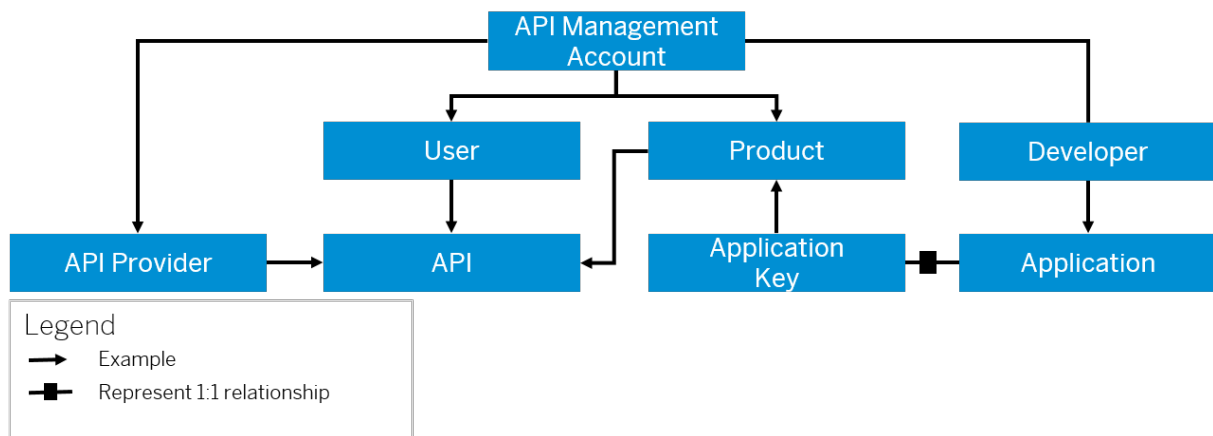 API Management
Account
User
Product
Developer
API Provider
API
Application
Key
Application
Legend
Example
Represent 1:1 relationship